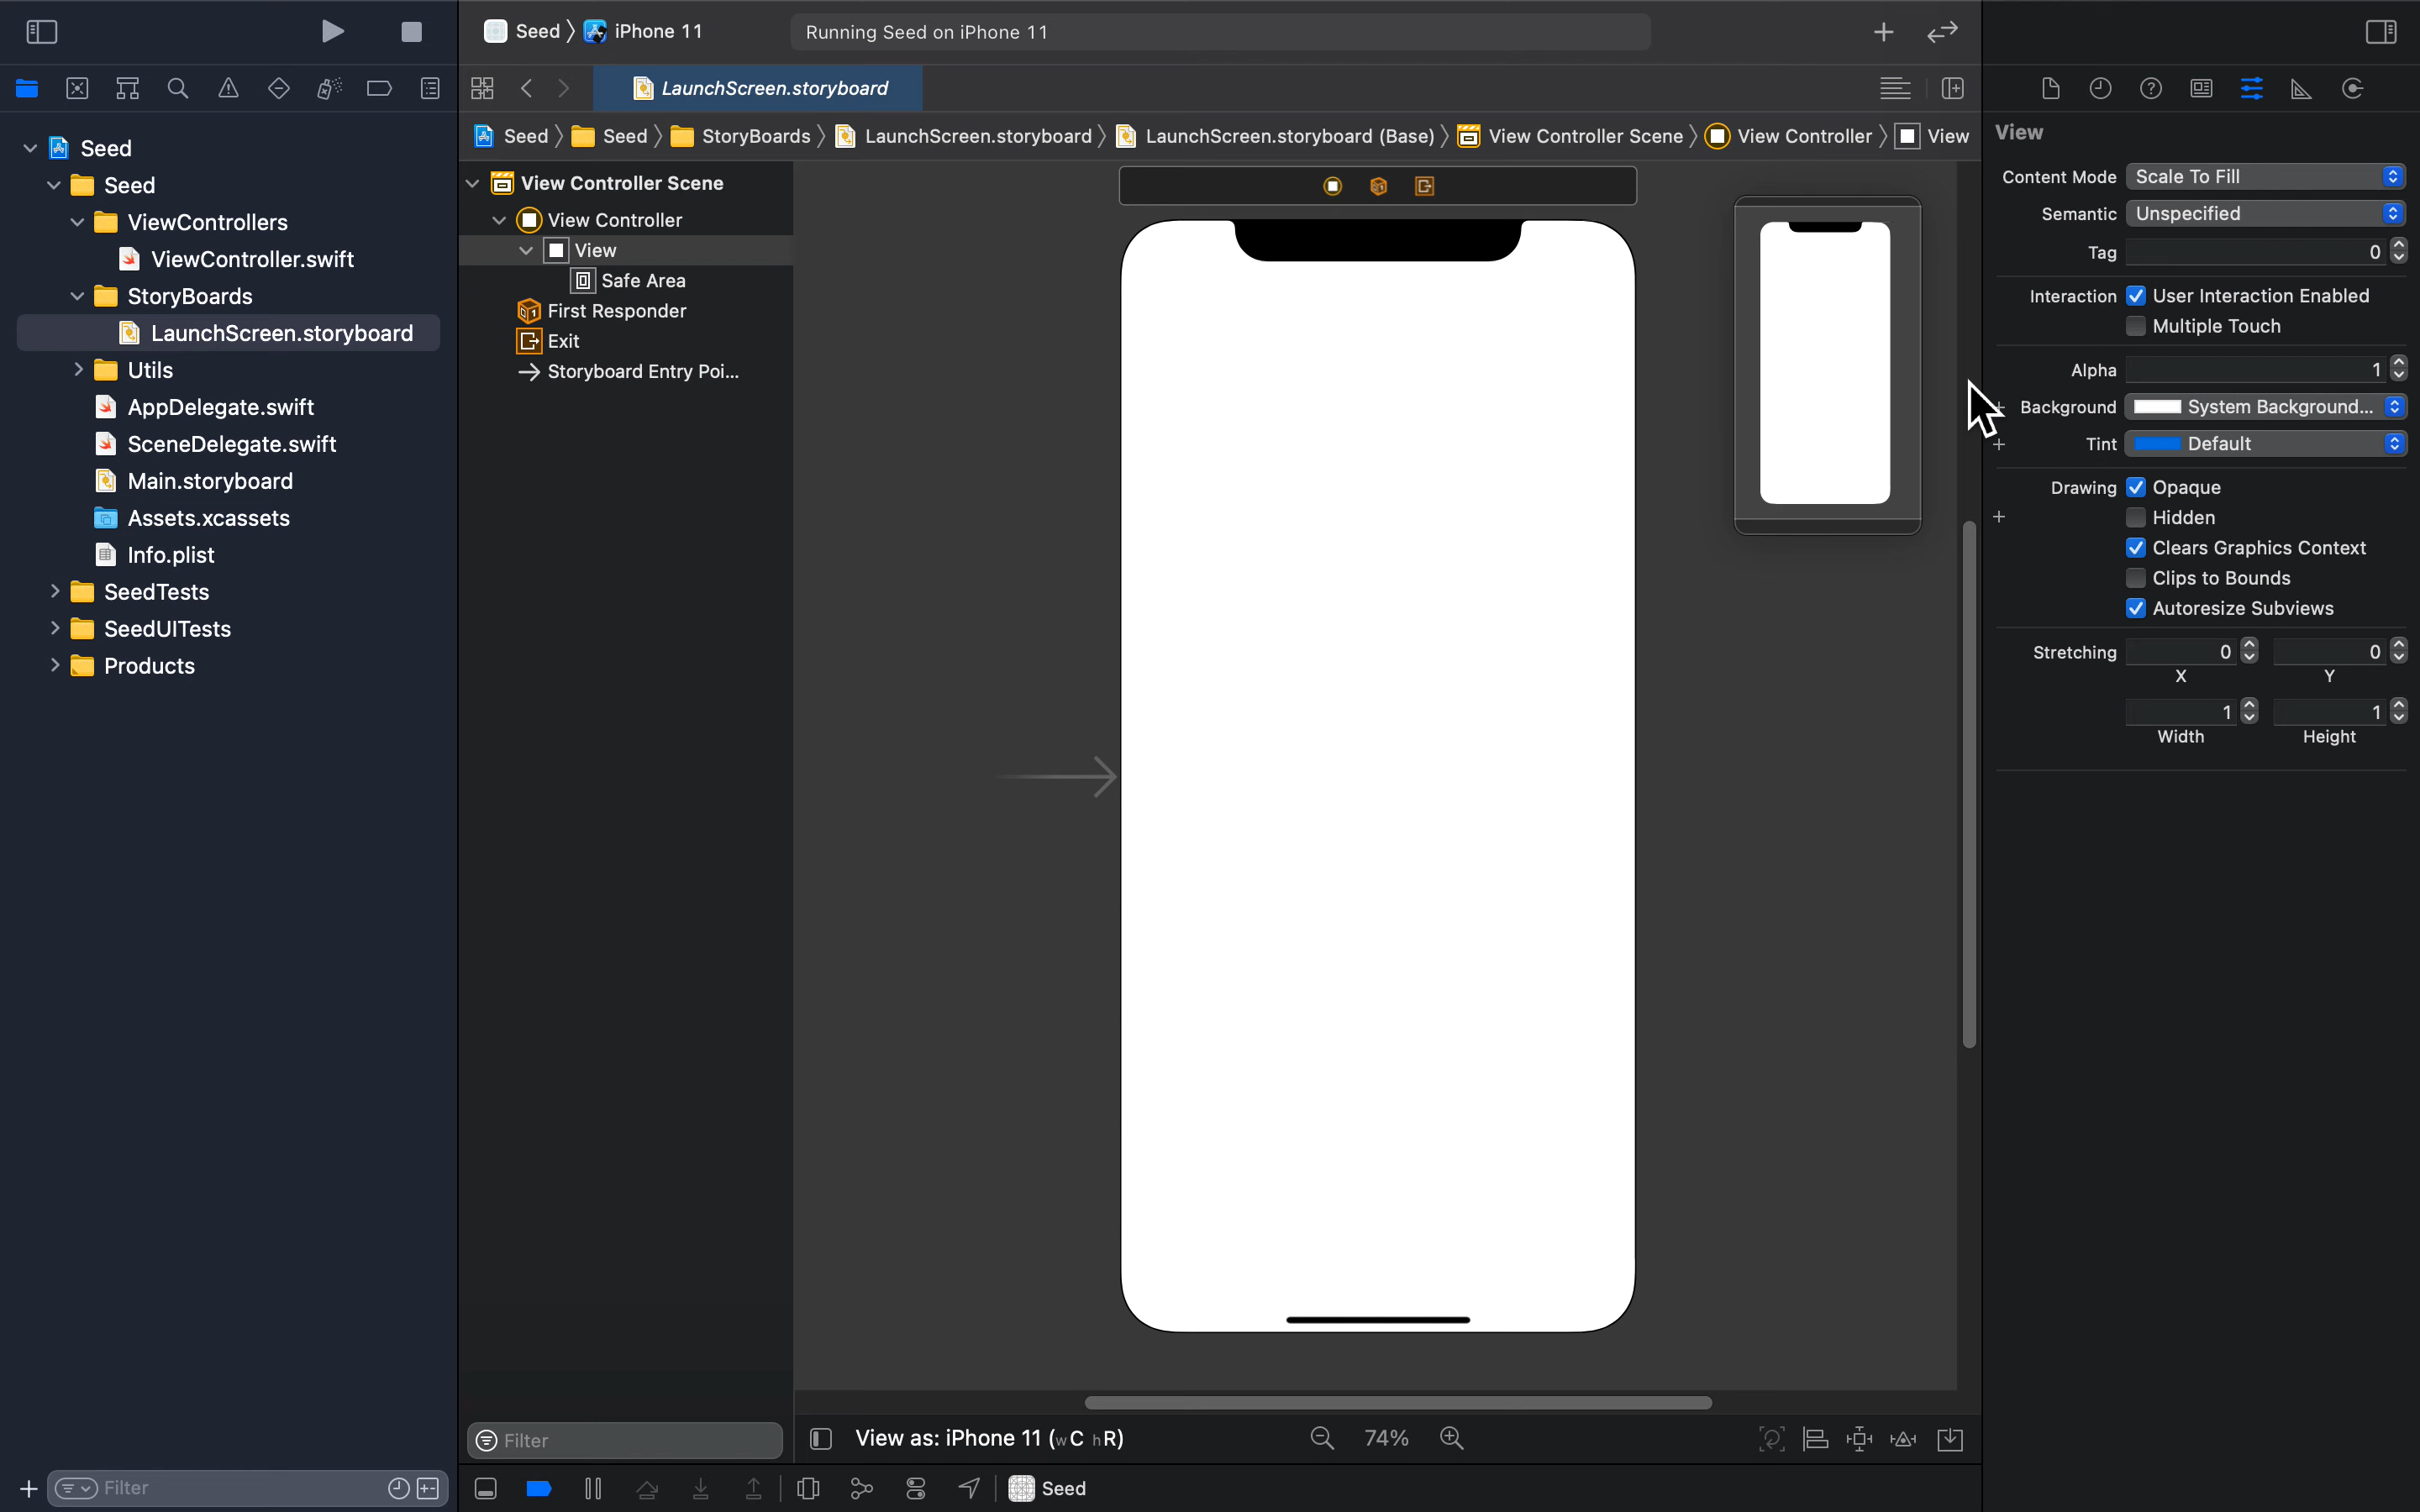 Seed 〉 iPhone 11
Running Seed on iPhone 11
LaunchScreen.storyboard
Seed 〉 Seed 〉 StoryBoards 〉 LaunchScreen.storyboard 〉 LaunchScreen.storyboard (Base) 〉 View Controller Scene 〉 View Controller 〉 View
Seed
Seed
ViewControllers
ViewController.swift
StoryBoards
LaunchScreen.storyboard
Utils
AppDelegate.swift
SceneDelegate.swift
Main.storyboard
Assets.xcassets
Info.plist
SeedTests
SeedUITests
Products
Filter
View Controller Scene
View Controller
View
Safe Area
1 First Responder
Exit
Storyboard Entry Poi...
Filter
View as: iPhone 11 (wC hR)
74%
Seed
View
Content Mode Scale To Fill
Semantic Unspecified
Tag 0
Interaction User Interaction Enabled
Multiple Touch
Alpha 1
Background System Background...
Tint Default
Drawing Opaque
Hidden
Clears Graphics Context
Clips to Bounds
Autoresize Subviews
Stretching 0 0
X Y
1 1
Width Height